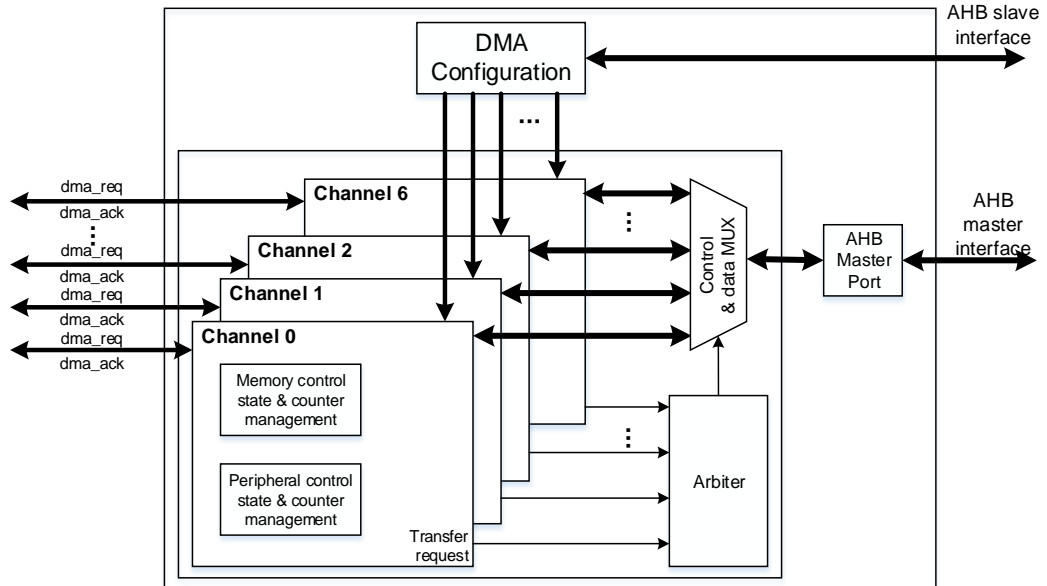 AHB slave
interface
DMA
Configuration
...
dma_req
dma_ack
...
dma_req
dma_ack
dma_req
dma_ack
dma_req
dma_ack
Channel 6
Channel 2
Channel 1
Channel 0
Memory control
state & counter
management
Peripheral control
state & counter
management
Transfer
request
...
...
Control
& data MUX
Arbiter
AHB
Master
Port
AHB
master
interface